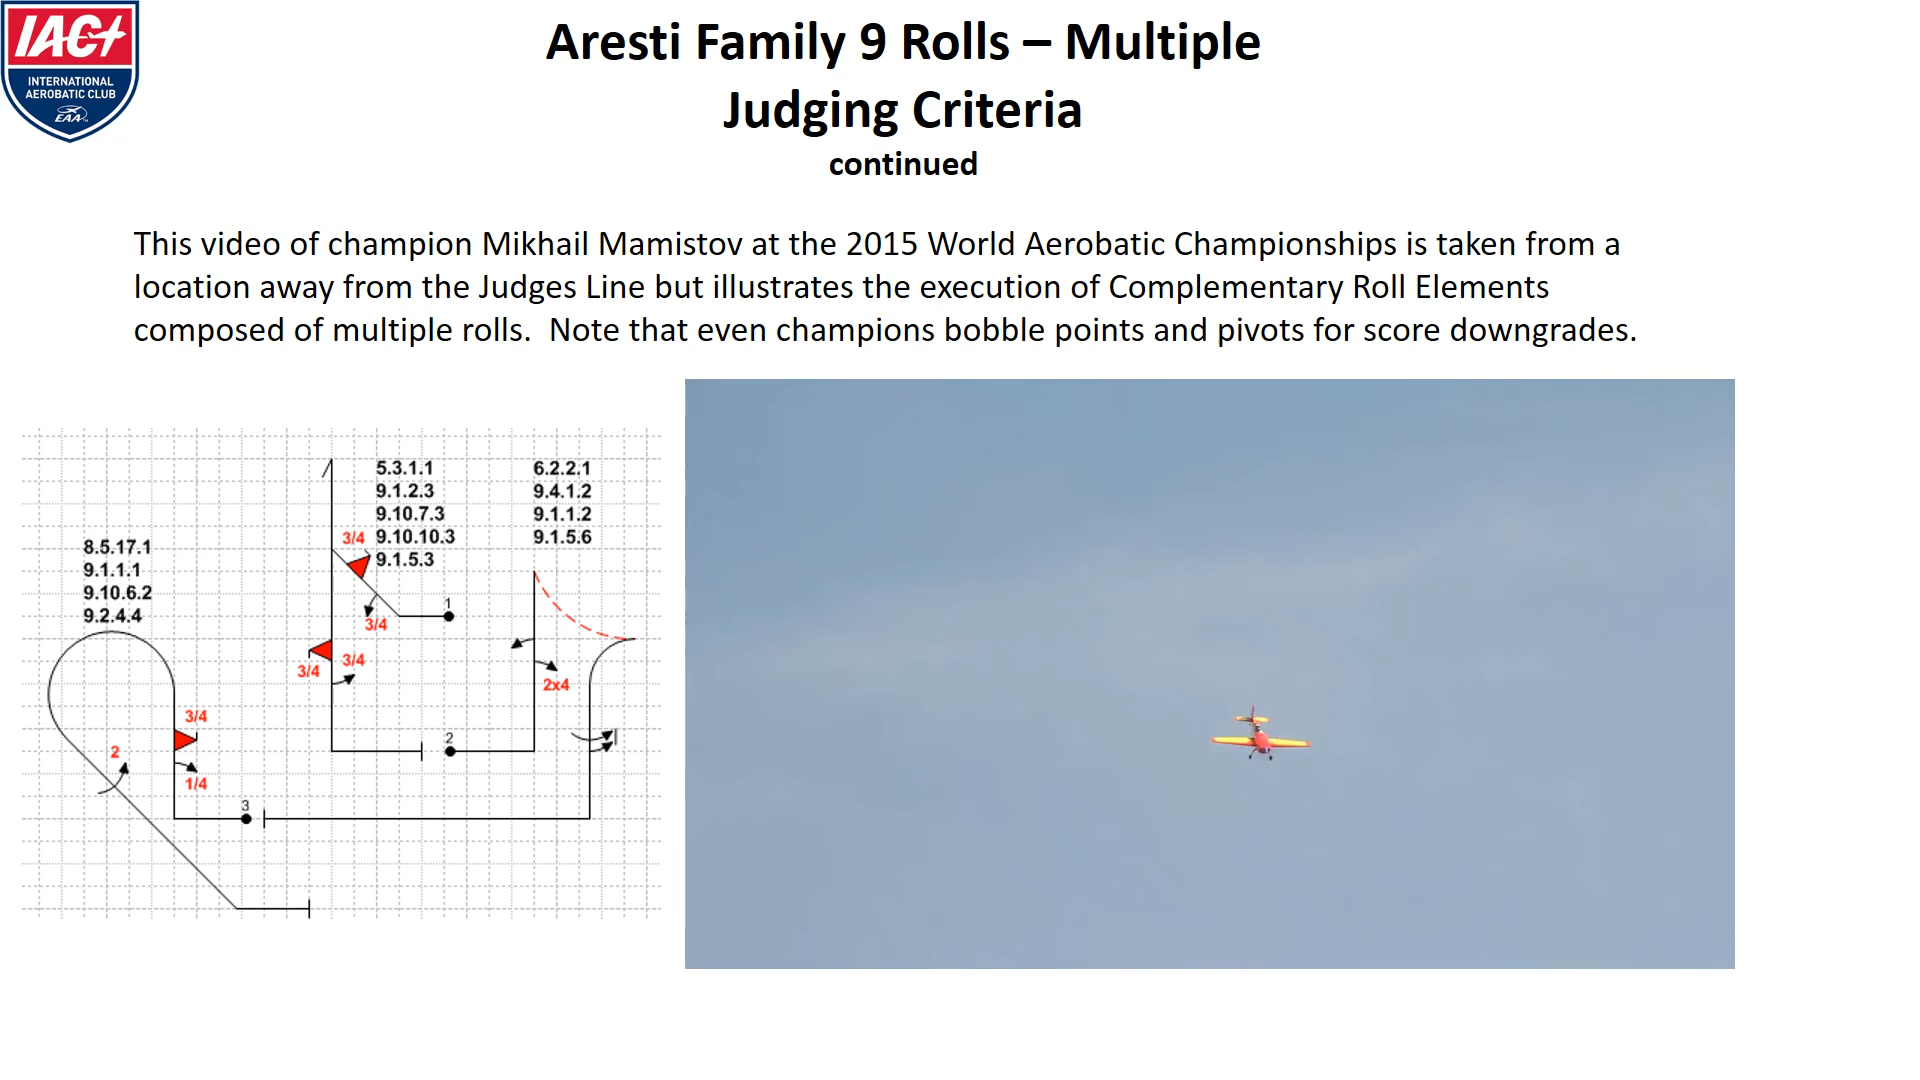 IAC
INTERNATIONAL
AEROBATIC CLUB
EAA
Aresti Family 9 Rolls – Multiple
Judging Criteria
continued
This video of champion Mikhail Mamistov at the 2015 World Aerobatic Championships is taken from a
location away from the Judges Line but illustrates the execution of Complementary Roll Elements
composed of multiple rolls.  Note that even champions bobble points and pivots for score downgrades.
8.5.17.1
9.1.1.1
9.10.6.2
9.2.4.4
3/4
2
1/4
3
5.3.1.1
9.1.2.3
9.10.7.3
9.10.10.3
9.1.5.3
3/4
1
3/4
3/4
3/4
2
6.2.2.1
9.4.1.2
9.1.1.2
9.1.5.6
2x4